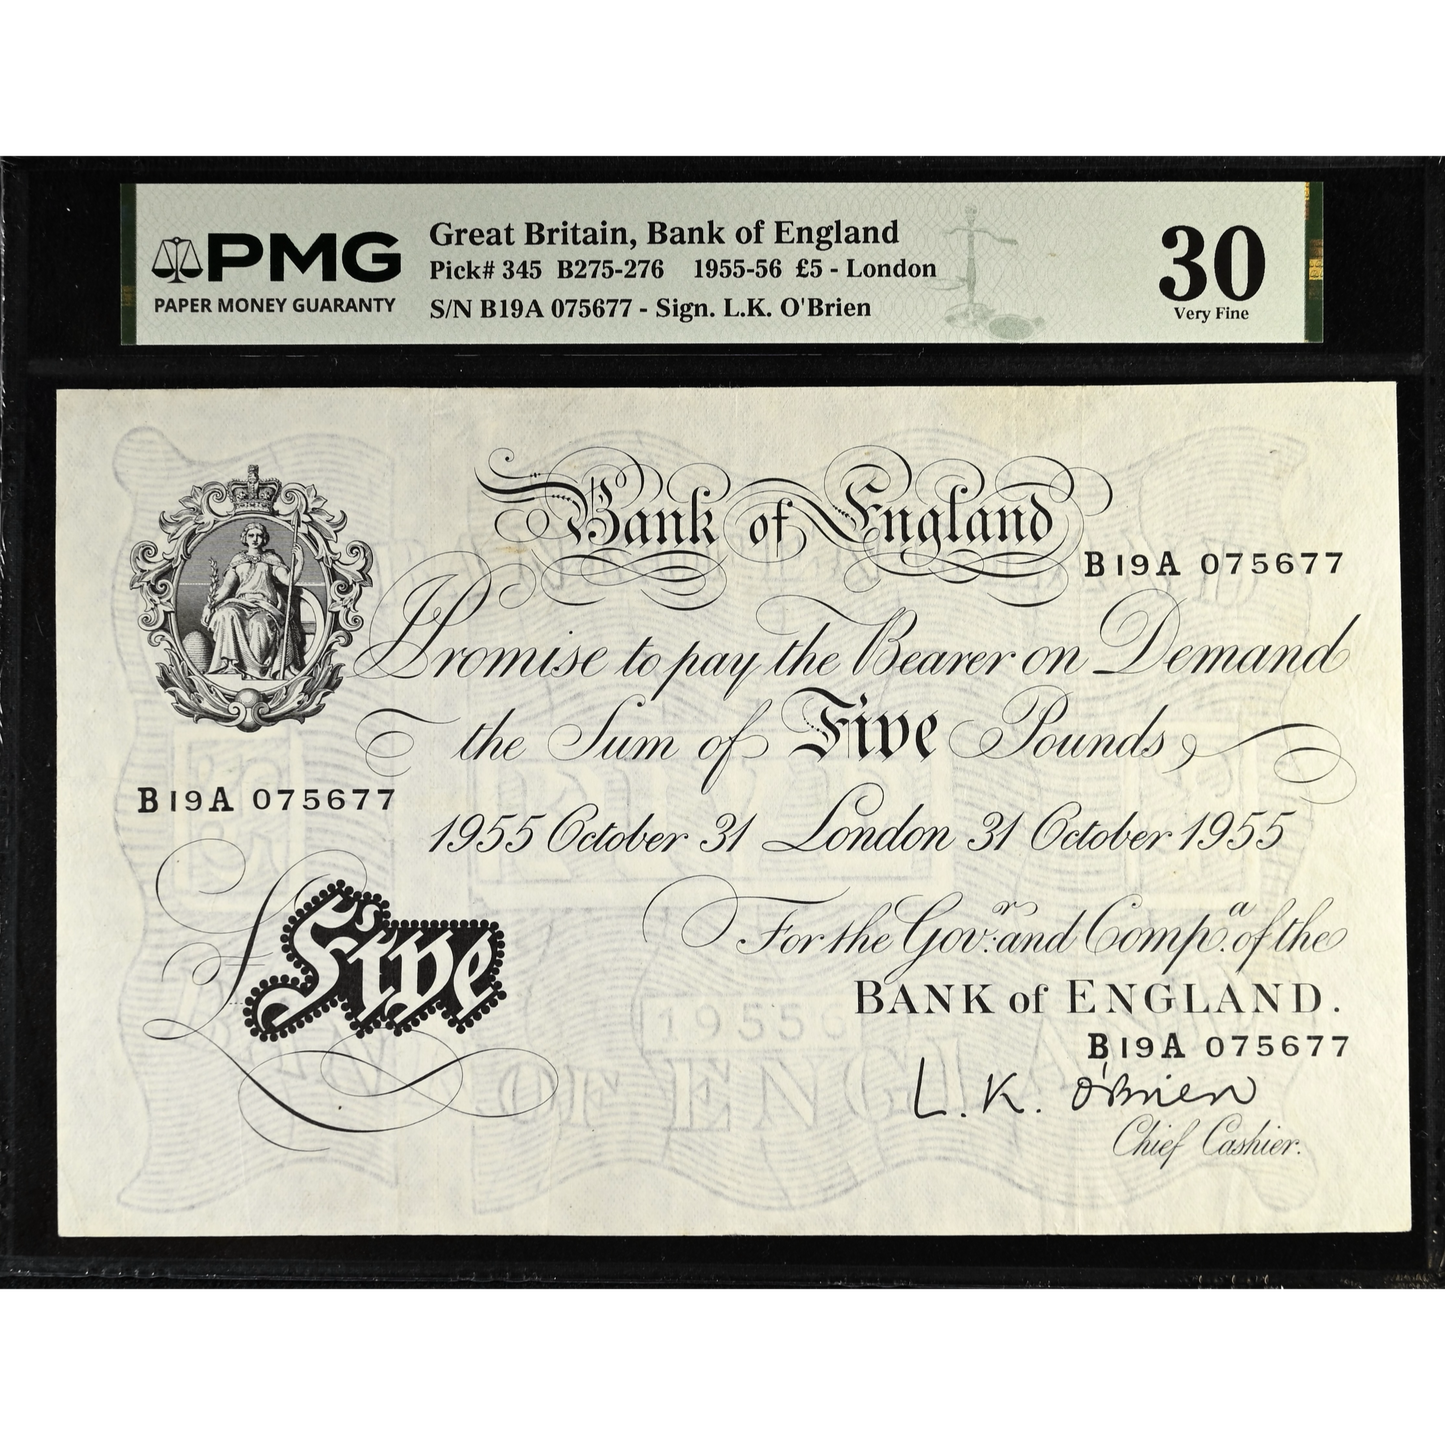 PMG
PAPER MONEY GUARANTY
Great Britain, Bank of England
Pick# 345 B275-276 1955-56 £5 - London
S/N B19A 075677 - Sign. L.K. O'Brien
30
Very Fine
Bank of England
B19A 075677
I Promise to pay the Bearer on Demand
the Sum of Five Pounds
B19A 075677
1955 October 31 London 31 October 1955
For the Gov.r and Comp.a of the
BANK of ENGLAND.
£ Five
B19A 075677
L. K. O'Brien
Chief Cashier.